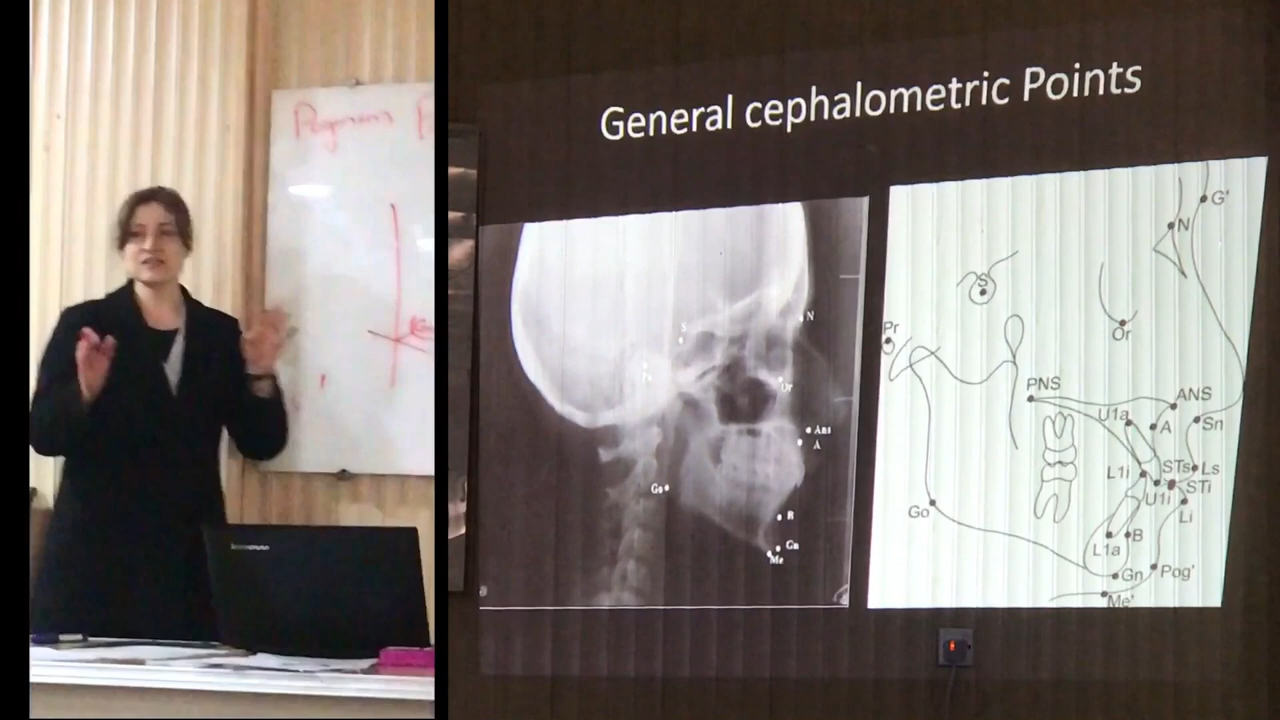 General cephalometric Points
S
N
Or
Ans
A
Go
B
Gn
Me
G'
N
S
Or
Pr
PNS
ANS
U1a
A
Sn
L1i
STs
Ls
U1i
STi
Go
Li
L1a
B
Gn
Pog'
Me'